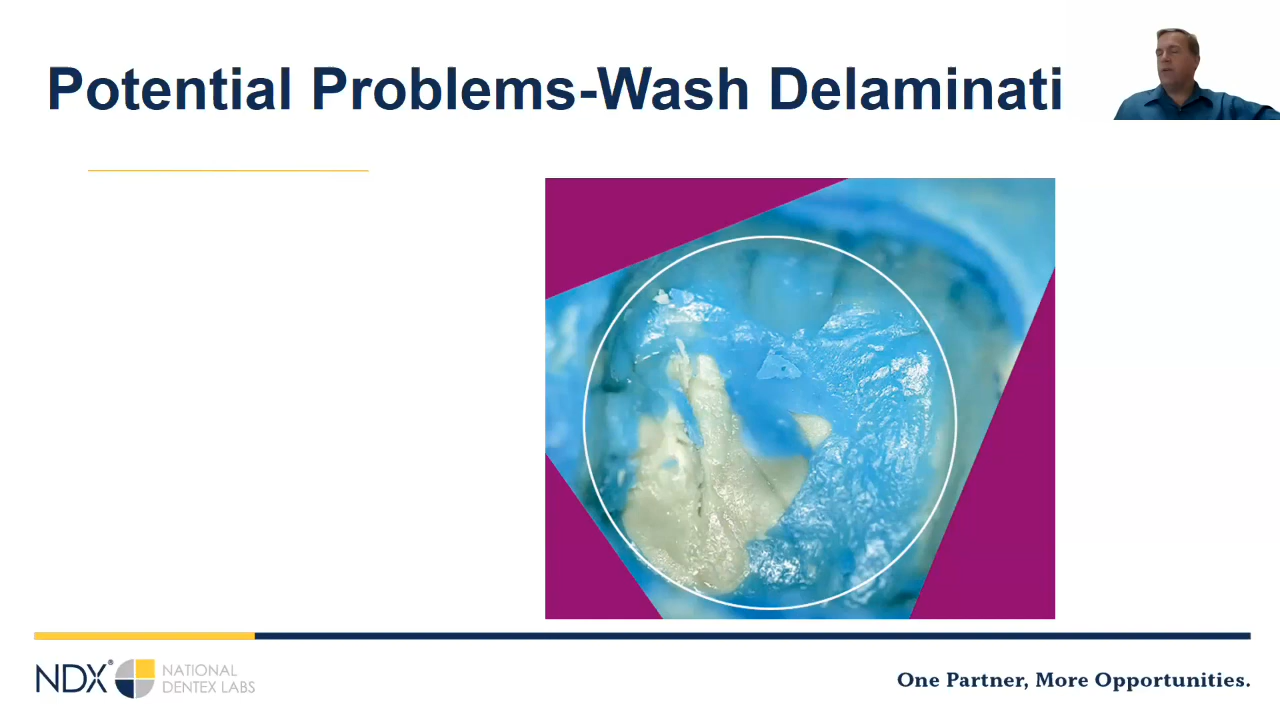 Potential Problems-Wash Delaminati
NDX®
NATIONAL
DENTEX LABS
One Partner, More Opportunities.